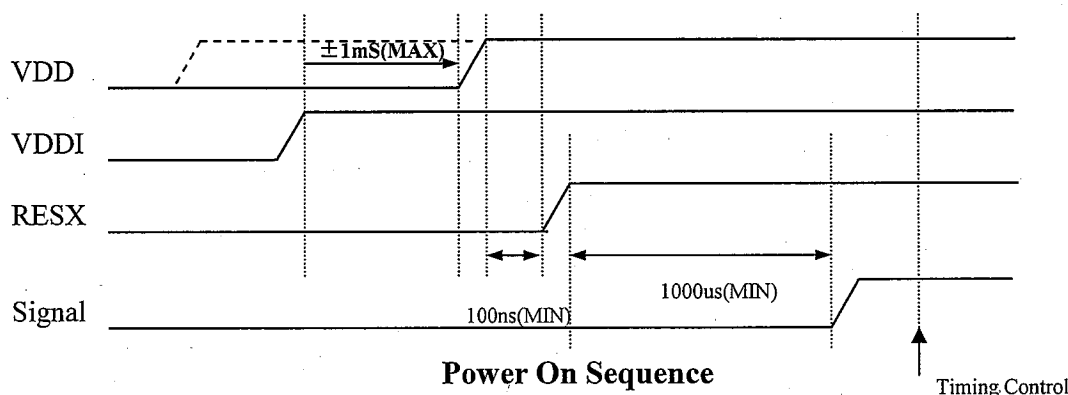 ±1mS(MAX)
VDD
VDDI
RESX
1000us(MIN)
Signal
100ns(MIN)
Power On Sequence
Timing Control